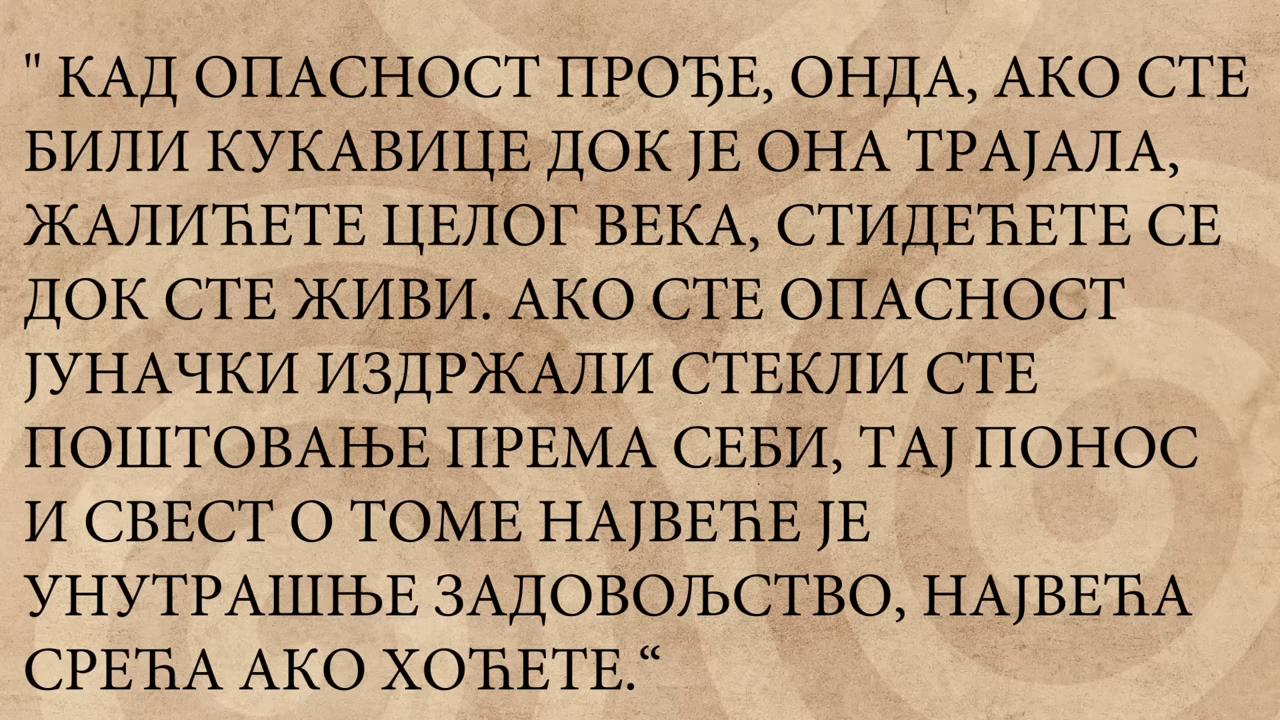 " КАД ОПАСНОСТ ПРОЂЕ, ОНДА, АКО СТЕ
БИЛИ КУКАВИЦЕ ДОК ЈЕ ОНА ТРАЈАЛА,
ЖАЛИЋЕТЕ ЦЕЛОГ ВЕКА, СТИДЕЋЕТЕ СЕ
ДОК СТЕ ЖИВИ. АКО СТЕ ОПАСНОСТ
ЈУНАЧКИ ИЗДРЖАЛИ СТЕКЛИ СТЕ
ПОШТОВАЊЕ ПРЕМА СЕБИ, ТАЈ ПОНОС
И СВЕСТ О ТОМЕ НАЈВЕЋЕ ЈЕ
УНУТРАШЊЕ ЗАДОВОЉСТВО, НАЈВЕЋА
СРЕЋА АКО ХОЋЕТЕ.“